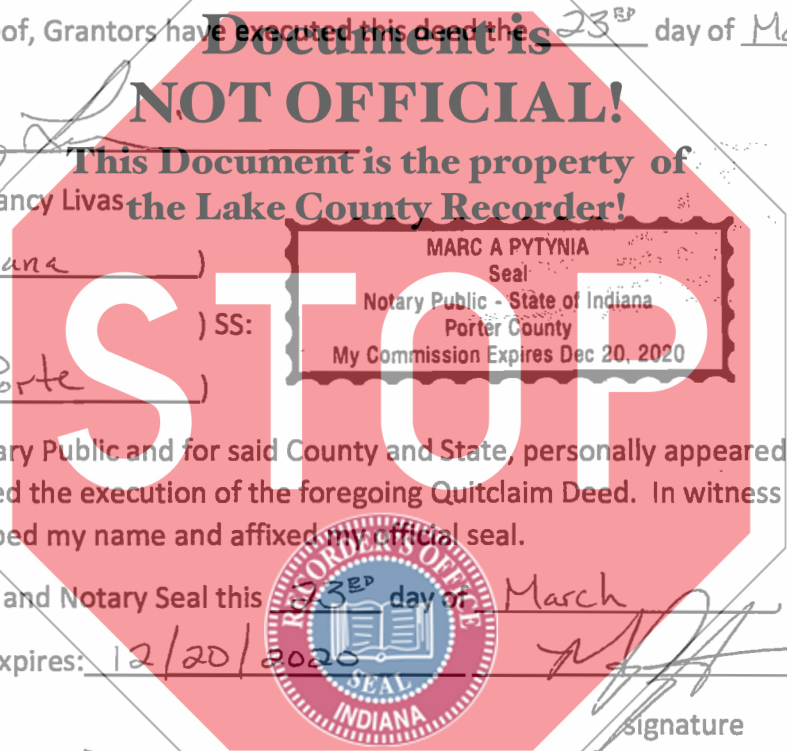 of, Grantors have executed this deed the 23RD day of Ma
Document is
NOT OFFICIAL!
This Document is the property of
the Lake County Recorder!
ancy Livas
MARC A PYTYNIA
Seal
Notary Public - State of Indiana
Porter County
My Commission Expires Dec 20, 2020
ana )
) SS:
Porte )
STOP
ary Public and for said County and State, personally appeared
ed the execution of the foregoing Quitclaim Deed. In witness
bed my name and affixed my official seal.
and Notary Seal this 23RD day of March
xpires: 12/20/2020
RECORDER'S OFFICE
SEAL
INDIANA
signature